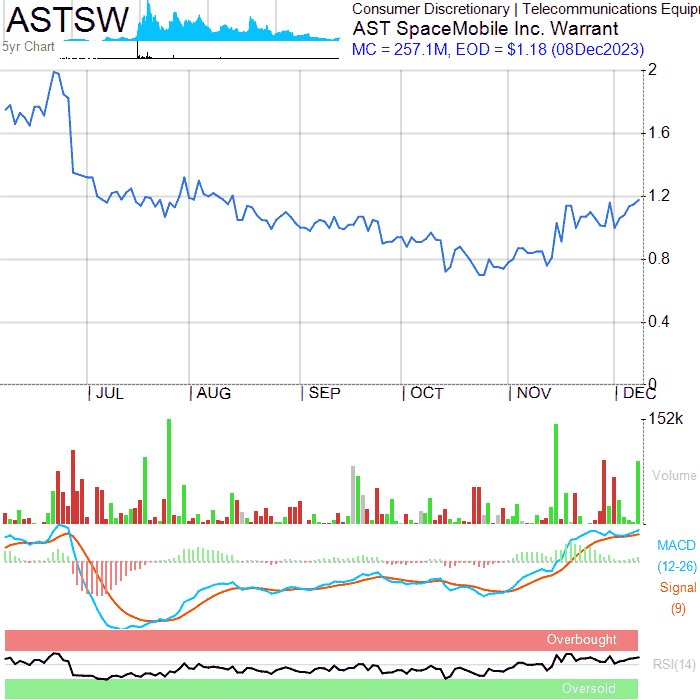 ASTSW
5yr Chart
Consumer Discretionary | Telecommunications Equip
AST SpaceMobile Inc. Warrant
MC = 257.1M, EOD = $1.18 (08Dec2023)
2
1.6
1.2
0.8
0.4
0
JUL AUG SEP OCT NOV DEC
152k
Volume
MACD
(12-26)
Signal
(9)
Overbought
RSI(14)
Oversold